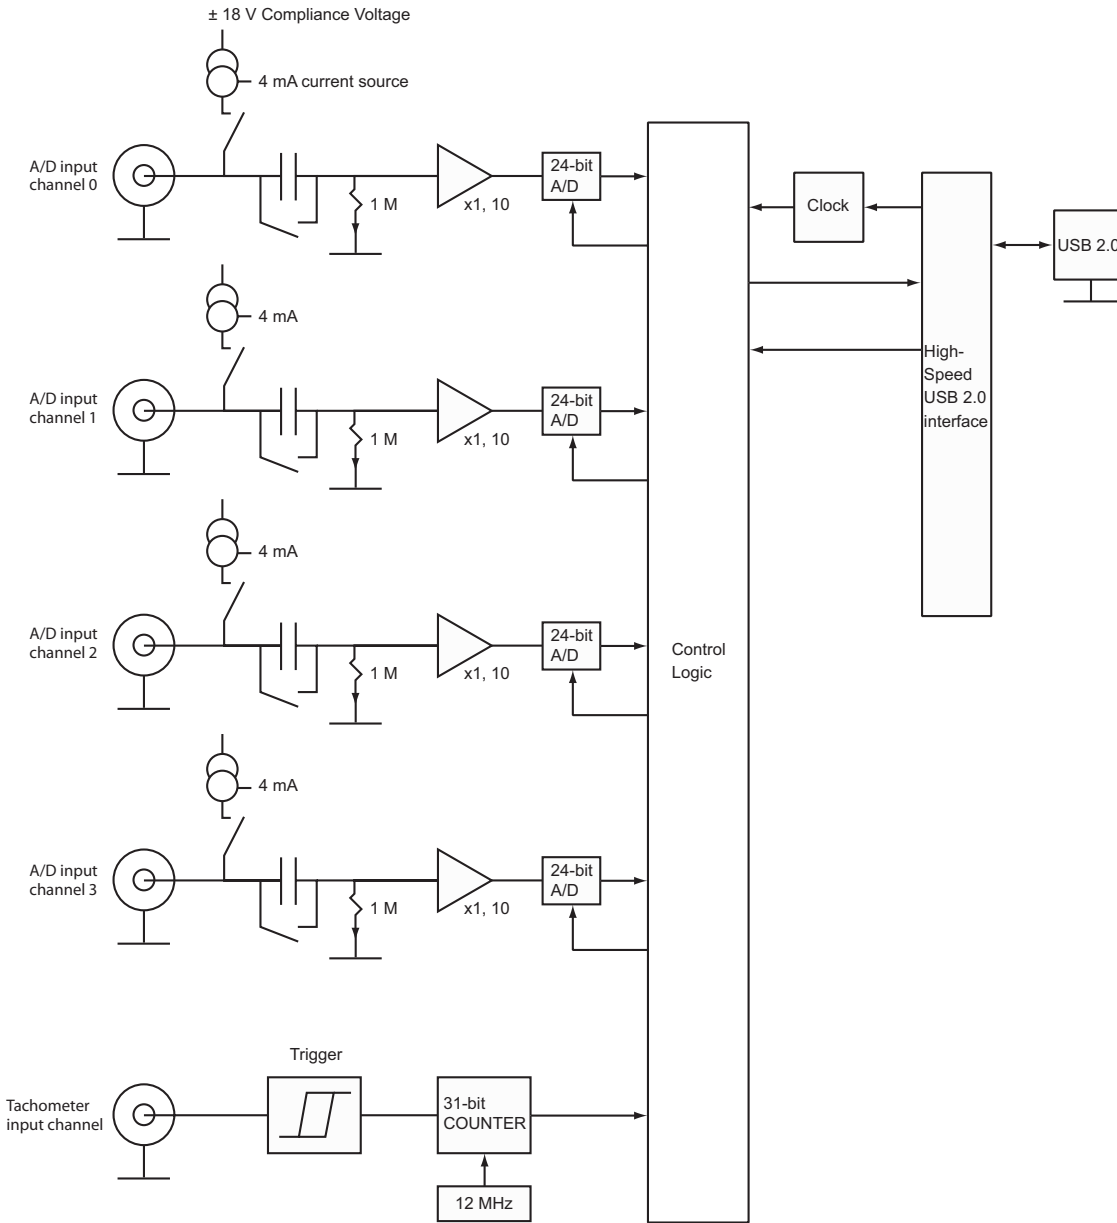 ± 18 V Compliance Voltage
4 mA current source
A/D input
channel 0
1 M
x1, 10
24-bit
A/D
Clock
USB 2.0
4 mA
A/D input
channel 1
1 M
x1, 10
24-bit
A/D
High-
Speed
USB 2.0
interface
4 mA
A/D input
channel 2
1 M
x1, 10
24-bit
A/D
Control
Logic
4 mA
A/D input
channel 3
1 M
x1, 10
24-bit
A/D
Trigger
Tachometer
input channel
31-bit
COUNTER
12 MHz